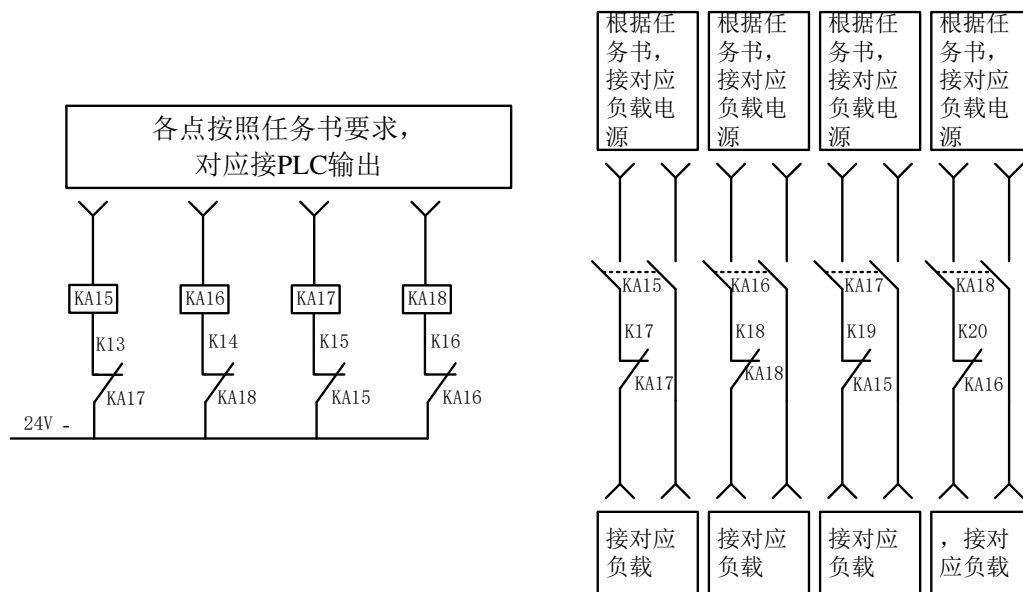 各点按照任务书要求，
对应接PLC输出
KA15
KA16
KA17
KA18
K13
K14
K15
K16
KA17
KA18
KA15
KA16
24V -
根据任
务书，
接对应
负载电
源
根据任
务书，
接对应
负载电
源
根据任
务书，
接对应
负载电
源
根据任
务书，
接对应
负载电
源
KA15
KA16
KA17
KA18
K17
K18
K19
K20
KA17
KA18
KA15
KA16
接对应
负载
接对应
负载
接对应
负载
，接对
应负载